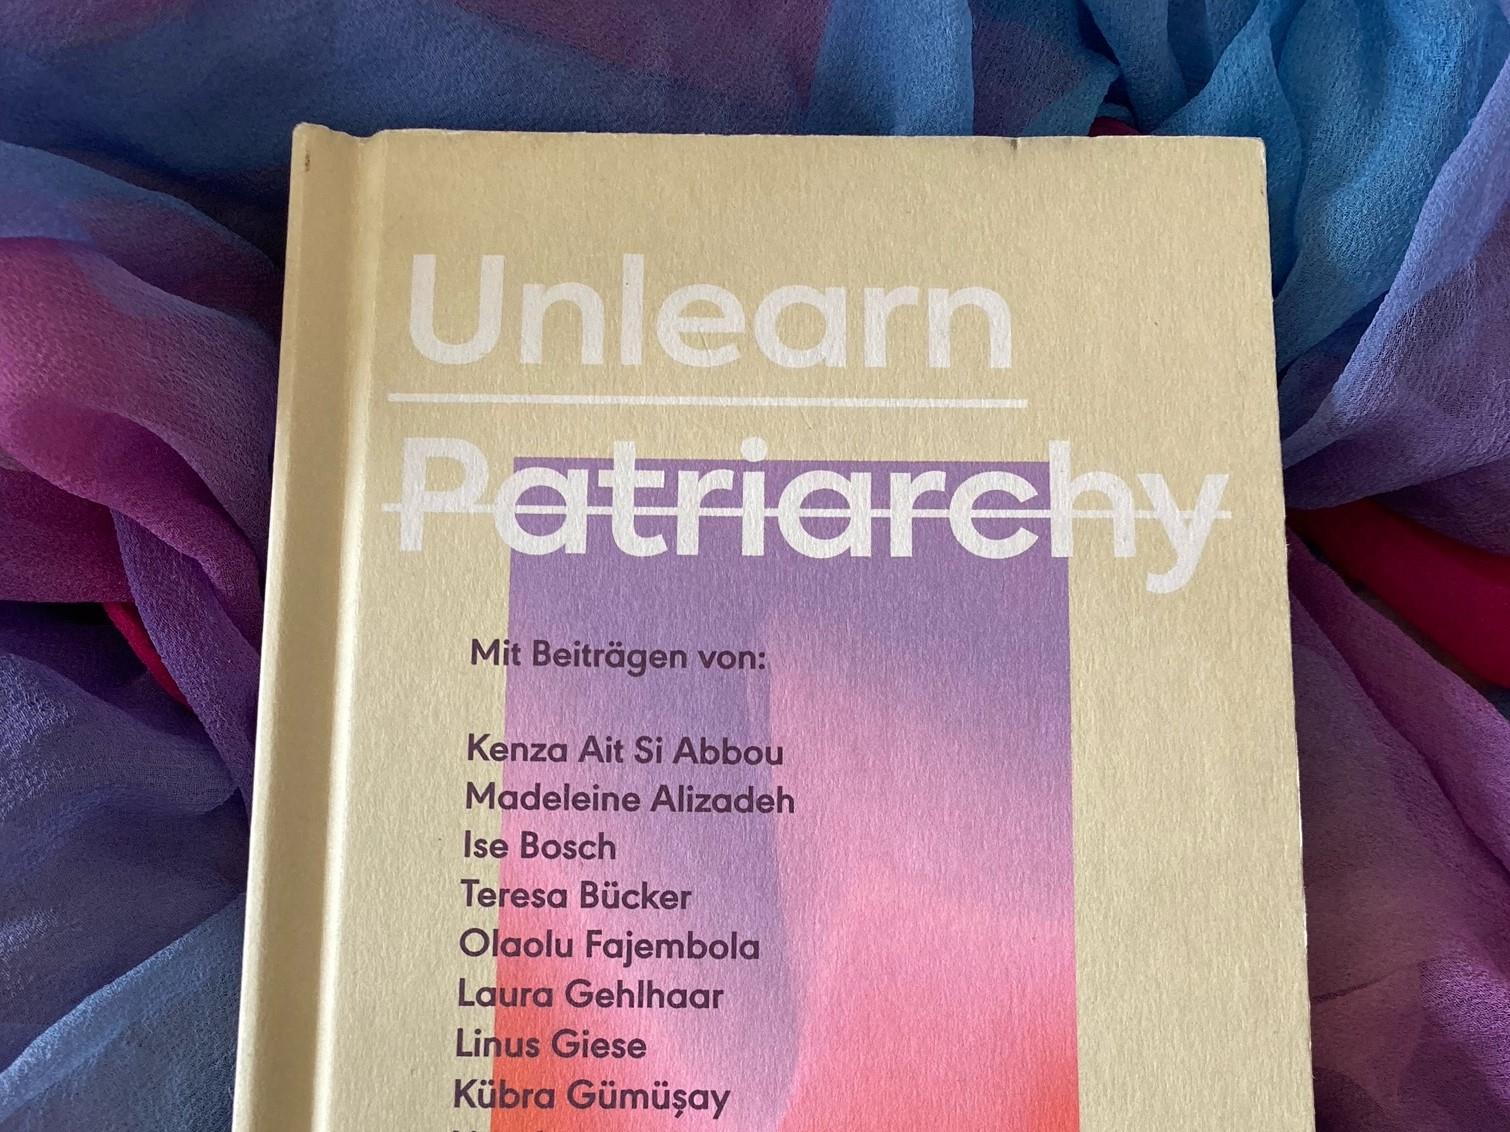 Unlearn
Patriarchy
Mit Beiträgen von:
Kenza Ait Si Abbou
Madeleine Alizadeh
Ise Bosch
Teresa Bücker
Olaolu Fajembola
Laura Gehlhaar
Linus Giese
Kübra Gümüşay